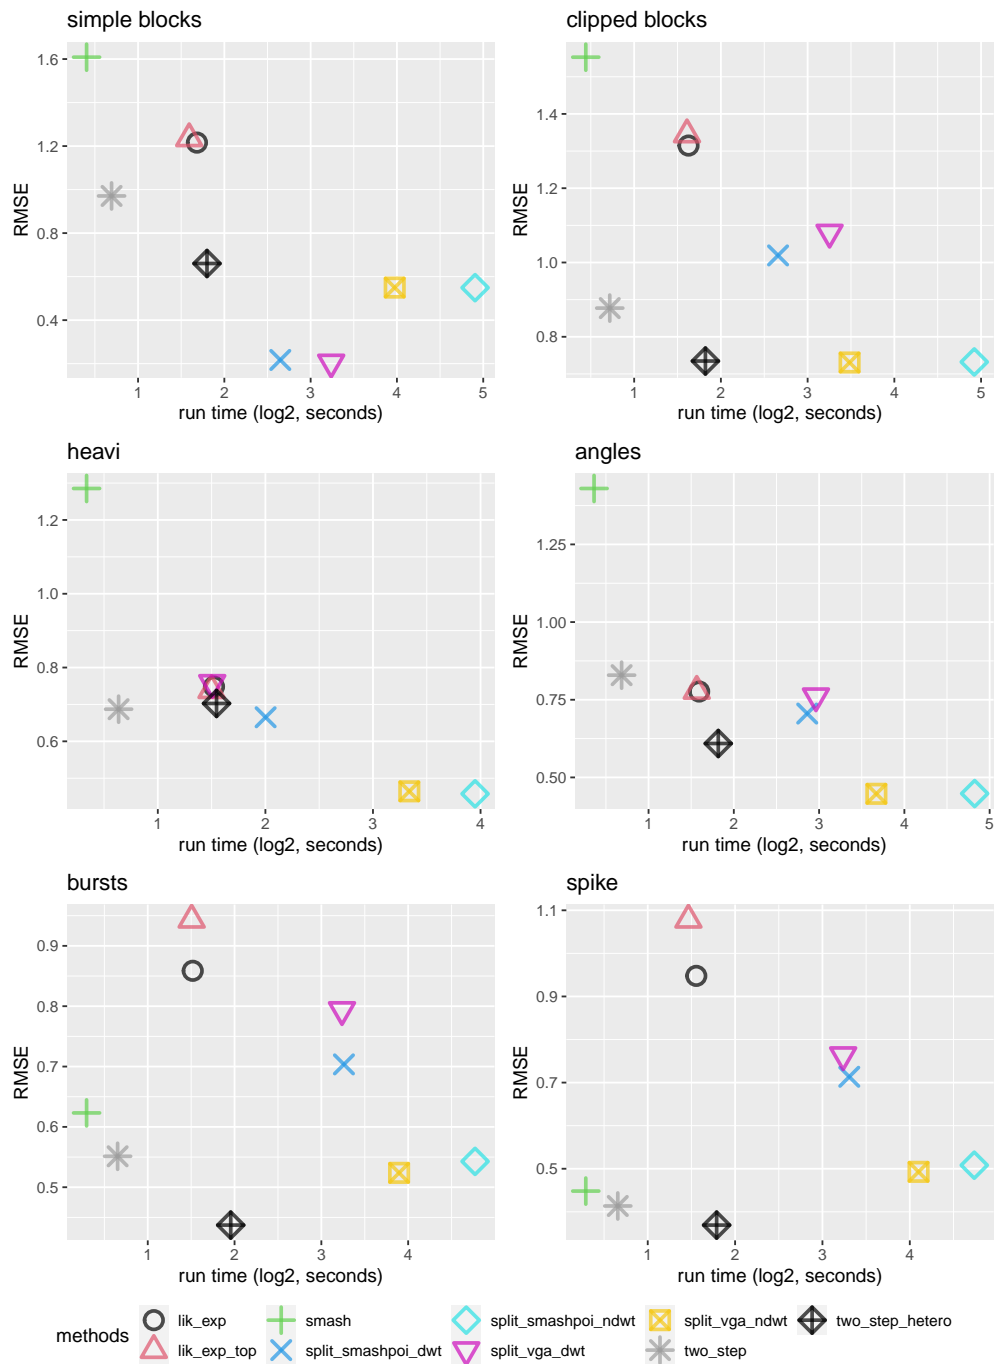 simple blocks
1.6
1.2
0.8
0.4
RMSE
1 2 3 4 5
run time (log2, seconds)
clipped blocks
1.4
1.2
1.0
0.8
RMSE
1 2 3 4 5
run time (log2, seconds)
heavi
1.2
1.0
0.8
0.6
RMSE
1 2 3 4
run time (log2, seconds)
angles
1.25
1.00
0.75
0.50
RMSE
1 2 3 4 5
run time (log2, seconds)
bursts
0.9
0.8
0.7
0.6
0.5
RMSE
1 2 3 4
run time (log2, seconds)
spike
1.1
0.9
0.7
0.5
RMSE
1 2 3 4
run time (log2, seconds)
methods
lik_exp
lik_exp_top
smash
split_smashpoi_dwt
split_smashpoi_ndwt
split_vga_dwt
split_vga_ndwt
two_step
two_step_hetero